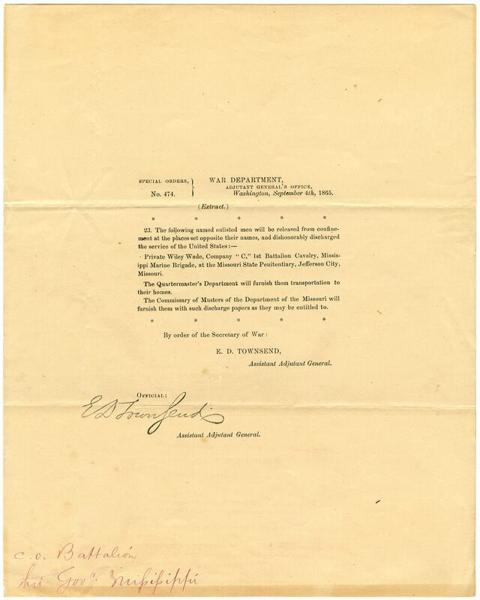 SPECIAL ORDERS, No. 474.
WAR DEPARTMENT,
ADJUTANT GENERAL'S OFFICE,
Washington, September 4th, 1865.
(Extract.)
* * * * *
23. The following named enlisted men will be released from confine-
ment at the places set opposite their names, and dishonorably discharged
the service of the United States:—
Private Wiley Wade, Company "C," 1st Battalion Cavalry, Missis-
ippi Marine Brigade, at the Missouri State Penitentiary, Jefferson City,
Missouri.
The Quartermaster's Department will furnish them transportation to
their homes.
The Commissary of Musters of the Department of the Missouri will
furnish them with such discharge papers as they may be entitled to.
* * * * *
By order of the Secretary of War:
E. D. TOWNSEND,
Assistant Adjutant General.
OFFICIAL:
E D Townsend
Assistant Adjutant General.
C.O. Battalion
Gov: Mississippi